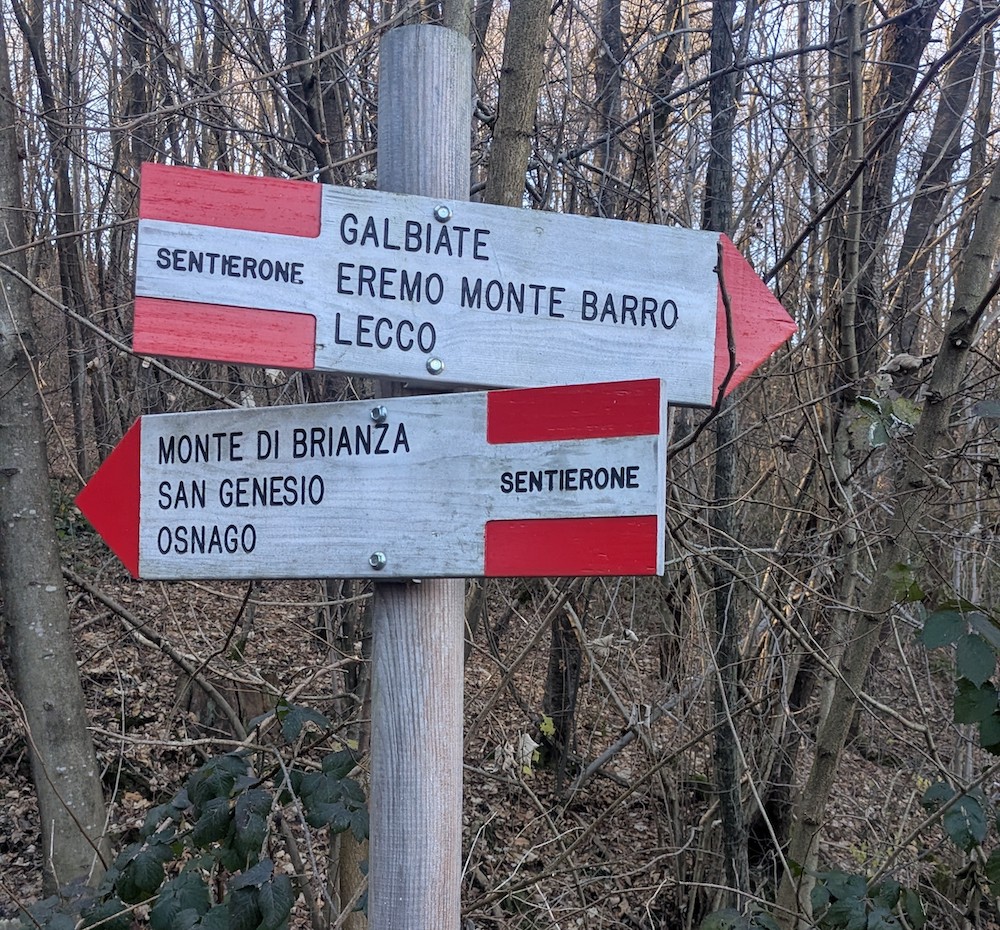 SENTIERONE
GALBIATE
EREMO MONTE BARRO
LECCO
MONTE DI BRIANZA
SAN GENESIO
OSNAGO
SENTIERONE